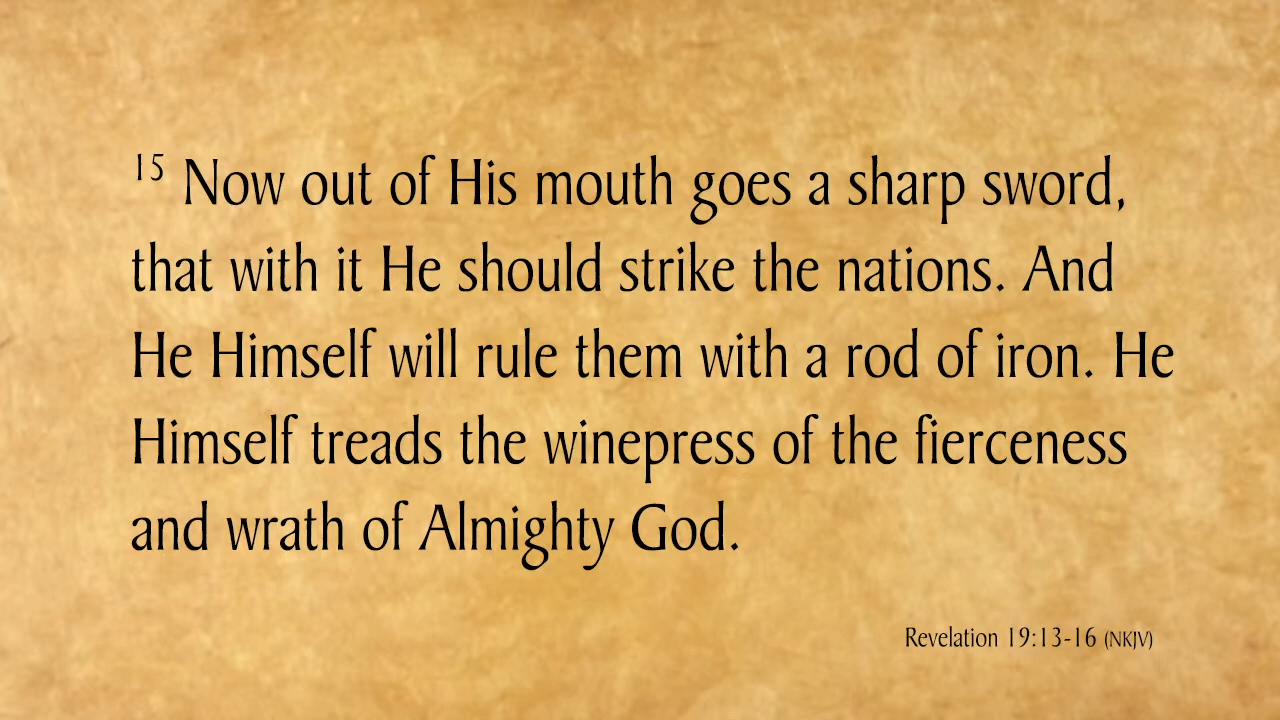 15 Now out of His mouth goes a sharp sword,
that with it He should strike the nations. And
He Himself will rule them with a rod of iron. He
Himself treads the winepress of the fierceness
and wrath of Almighty God.
Revelation 19:13-16 (NKJV)